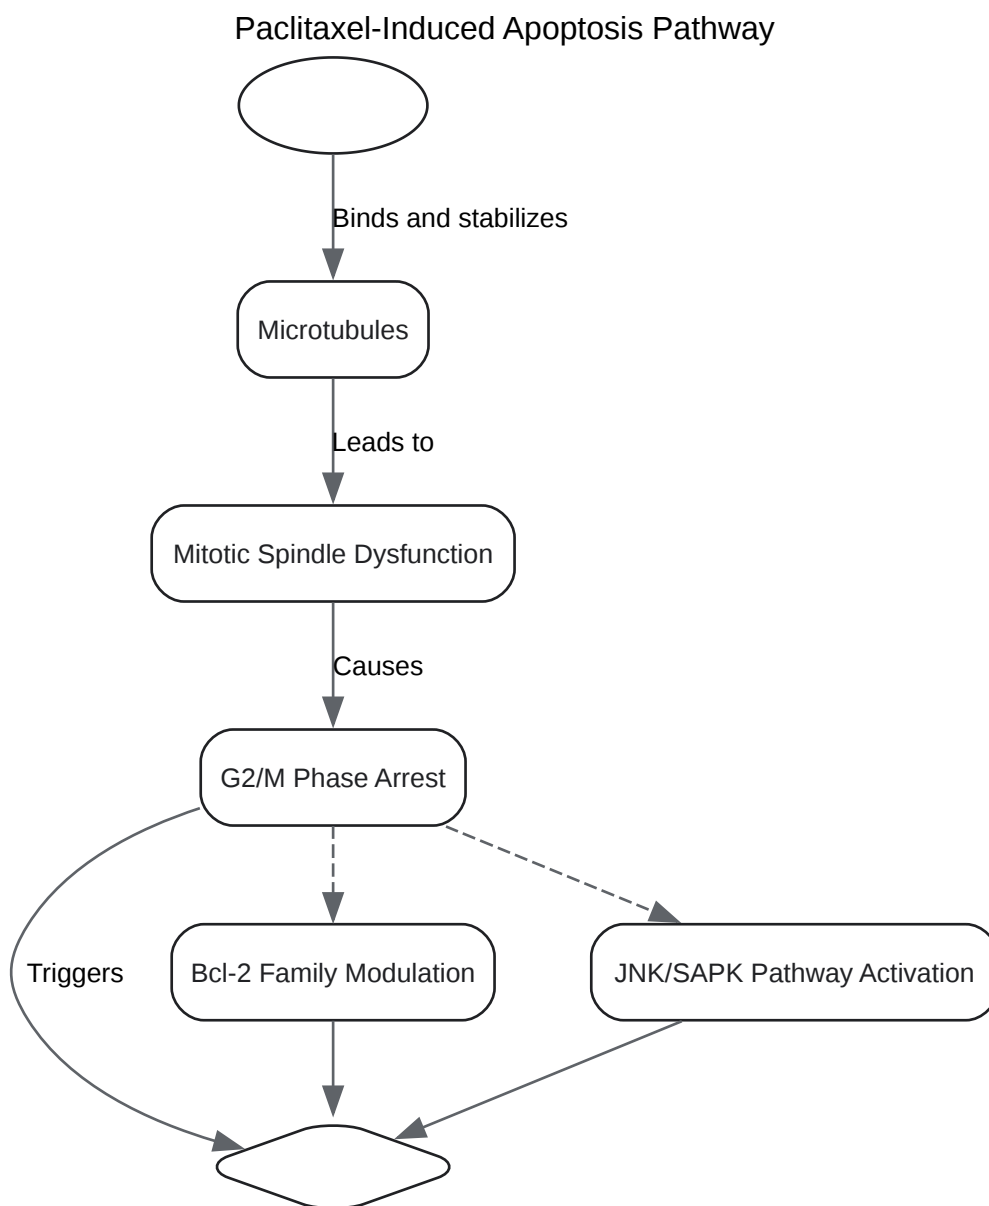 Paclitaxel-Induced Apoptosis Pathway
Binds and stabilizes
Microtubules
Leads to
Mitotic Spindle Dysfunction
Causes
G2/M Phase Arrest
Triggers
Bcl-2 Family Modulation
JNK/SAPK Pathway Activation